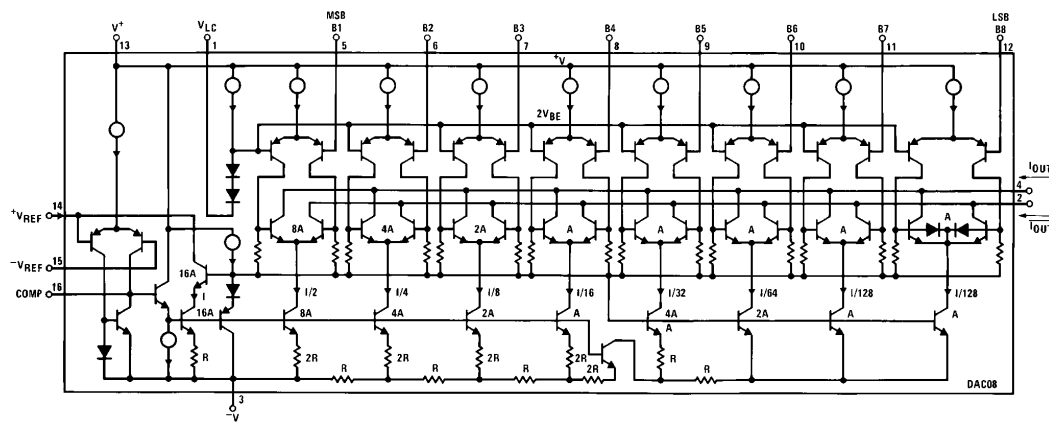 V+ VLC MSB B1 B2 B3 B4 B5 B6 B7 LSB B8
13 1 5 6 7 8 9 10 11 12
+V
2VBE
IOUT
4
2
IOUT
+VREF 14
−VREF 15
COMP 16
8A 4A 2A A A A A A
16A
I I/2 I/4 I/8 I/16 I/32 I/64 I/128 I/128
16A 8A 4A 2A A 4A 2A A A
A
R 2R 2R 2R 2R R
R R R 2R R
DAC08
3
−V